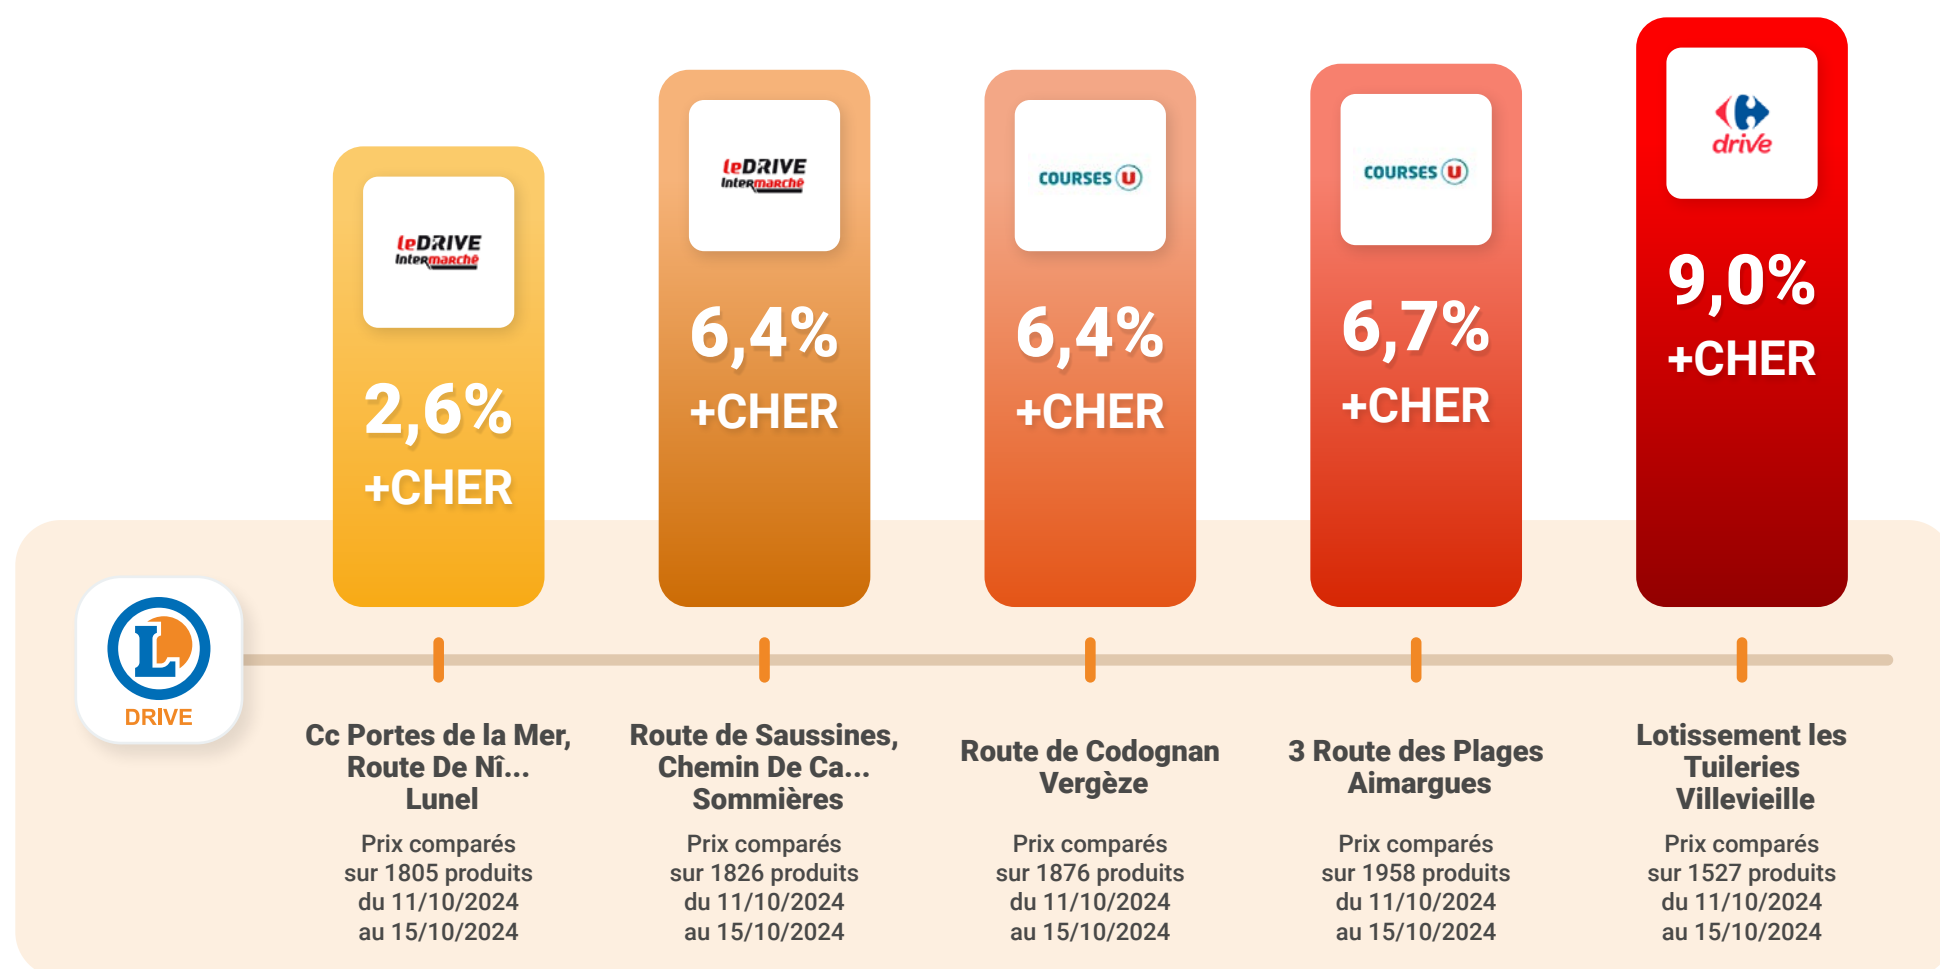 leDRIVE
Intermarché
2,6%
+CHER
leDRIVE
Intermarché
6,4%
+CHER
COURSES U
6,4%
+CHER
COURSES U
6,7%
+CHER
drive
9,0%
+CHER
L
DRIVE
Cc Portes de la Mer,
Route De Nî...
Lunel
Prix comparés
sur 1805 produits
du 11/10/2024
au 15/10/2024
Route de Saussines,
Chemin De Ca...
Sommières
Prix comparés
sur 1826 produits
du 11/10/2024
au 15/10/2024
Route de Codognan
Vergèze
Prix comparés
sur 1876 produits
du 11/10/2024
au 15/10/2024
3 Route des Plages
Aimargues
Prix comparés
sur 1958 produits
du 11/10/2024
au 15/10/2024
Lotissement les
Tuileries
Villevieille
Prix comparés
sur 1527 produits
du 11/10/2024
au 15/10/2024